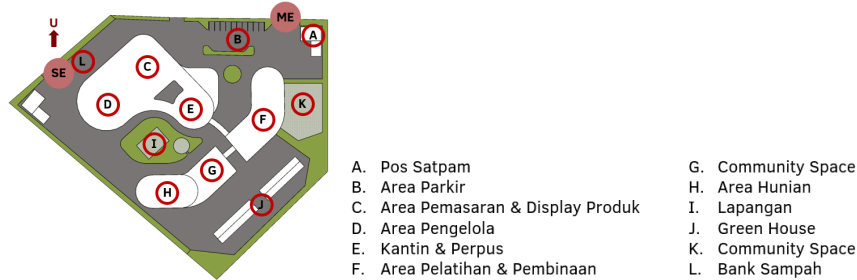 ME
U
A
B
L
C
SE
K
D
E
F
I
G
H
J
A. Pos Satpam
B. Area Parkir
C. Area Pemasaran & Display Produk
D. Area Pengelola
E. Kantin & Perpus
F. Area Pelatihan & Pembinaan
G. Community Space
H. Area Hunian
I. Lapangan
J. Green House
K. Community Space
L. Bank Sampah